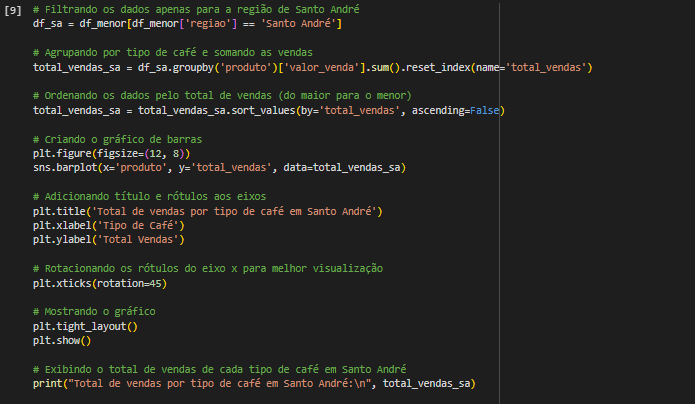 [9] # Filtrando os dados apenas para a região de Santo André
df_sa = df_menor[df_menor['regiao'] == 'Santo André']
# Agrupando por tipo de café e somando as vendas
total_vendas_sa = df_sa.groupby('produto')['valor_venda'].sum().reset_index(name='total_vendas')
# Ordenando os dados pelo total de vendas (do maior para o menor)
total_vendas_sa = total_vendas_sa.sort_values(by='total_vendas', ascending=False)
# Criando o gráfico de barras
plt.figure(figsize=(12, 8))
sns.barplot(x='produto', y='total_vendas', data=total_vendas_sa)
# Adicionando título e rótulos aos eixos
plt.title('Total de vendas por tipo de café em Santo André')
plt.xlabel('Tipo de Café')
plt.ylabel('Total Vendas')
# Rotacionando os rótulos do eixo x para melhor visualização
plt.xticks(rotation=45)
# Mostrando o gráfico
plt.tight_layout()
plt.show()
# Exibindo o total de vendas de cada tipo de café em Santo André
print("Total de vendas por tipo de café em Santo André:\n", total_vendas_sa)